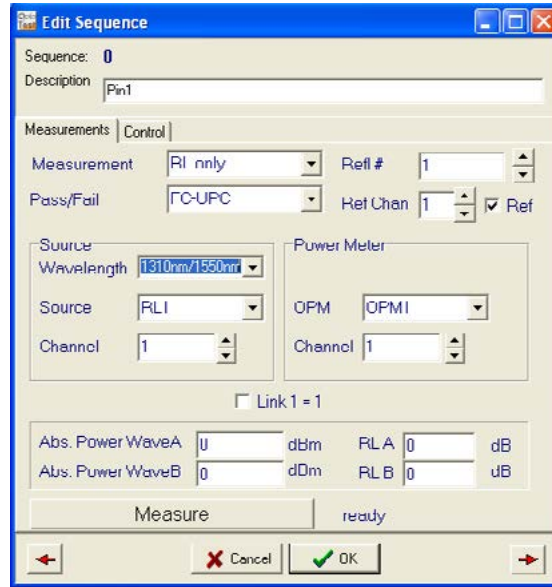 Edit Sequence
Sequence: 0
Description Pin1
Measurements Control
Measurement RL only Refl # 1
Pass/Fail FC-UPC Ref Chan 1 Ref
Source Power Meter
Wavelength 1310nm/1550nm
Source RL1 OPM OPM1
Channel 1 Channel 1
Link 1 = 1
Abs. Power WaveA 0 dBm RL A 0 dB
Abs. Power WaveB 0 dBm RL B 0 dB
Measure ready
Cancel OK